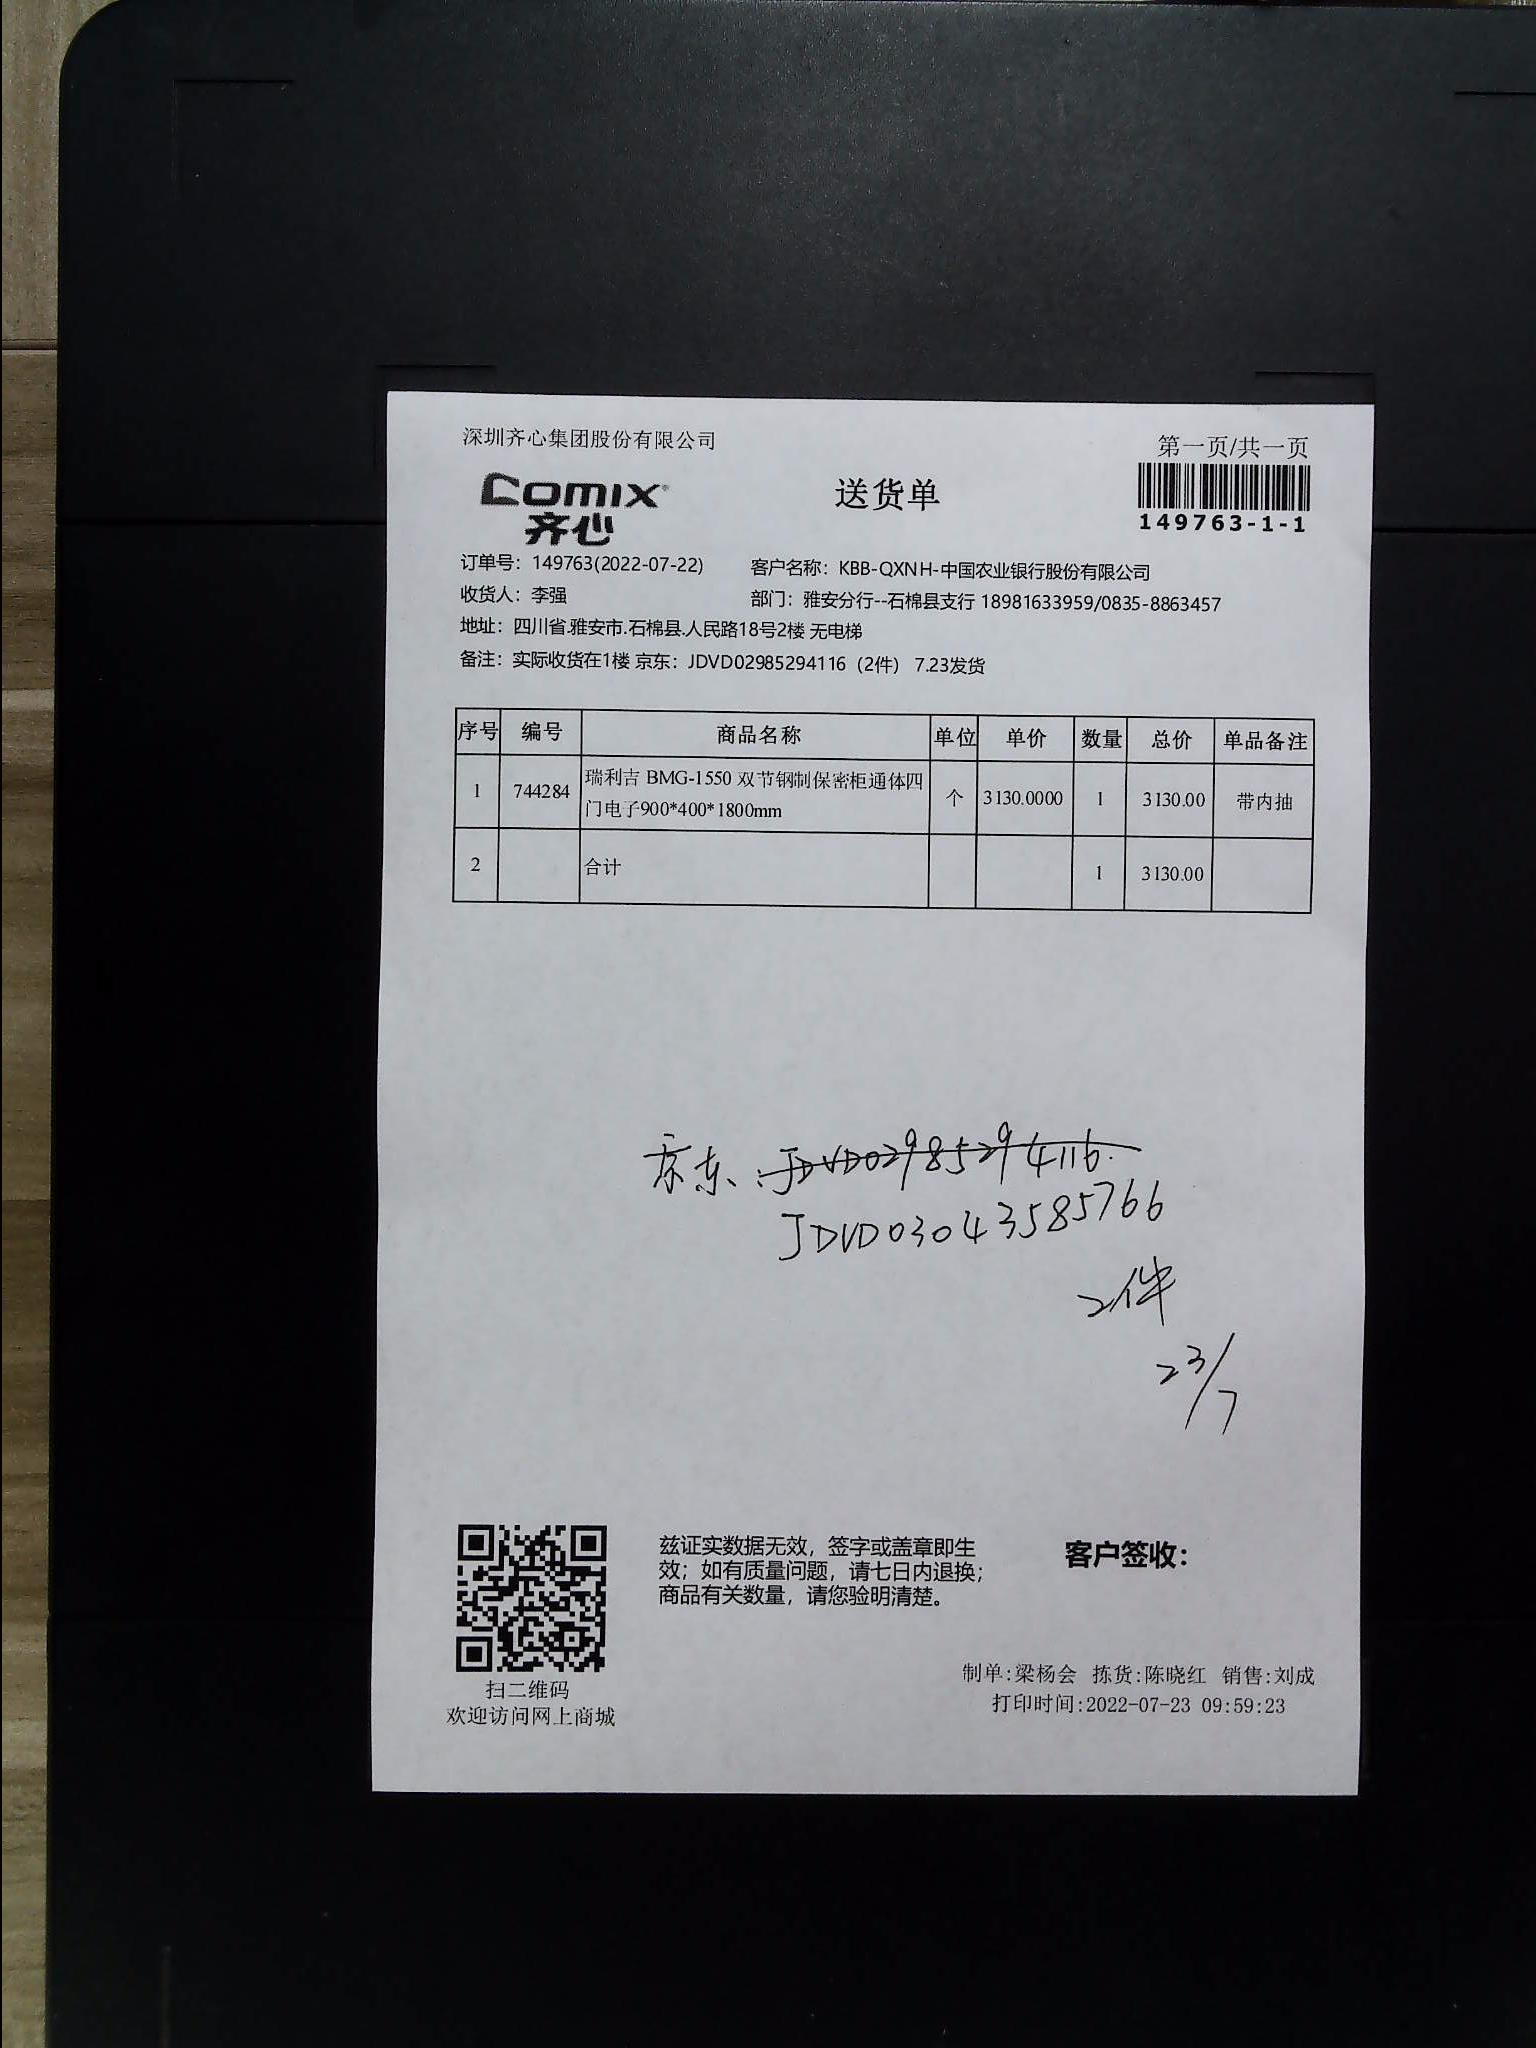 深圳齐心集团股份有限公司
第一页/共一页
comix
齐心
送货单
149763-1-1
订单号：149763(2022-07-22) 客户名称：KBB-QXNH-中国农业银行股份有限公司
收货人：李强 部门：雅安分行--石棉县支行 18981633959/0835-8863457
地址：四川省.雅安市.石棉县.人民路18号2楼 无电梯
备注：实际收货在1楼 京东：JDVD02985294116（2件） 7.23发货
序号 编号 商品名称 单位 单价 数量 总价 单品备注
1 744284 瑞利吉 BMG-1550 双节钢制保密柜通体四 个 3130.0000 1 3130.00 带内抽
门电子900*400*1800mm
2 合计 1 3130.00
京东：JDVD02985294116.
JDVD03043585766
2件
23/7
兹证实数据无效，签字或盖章即生
效；如有质量问题，请七日内退换；
商品有关数量，请您验明清楚。
客户签收：
扫二维码
欢迎访问网上商城
制单:梁杨会 拣货:陈晓红 销售:刘成
打印时间:2022-07-23 09:59:23